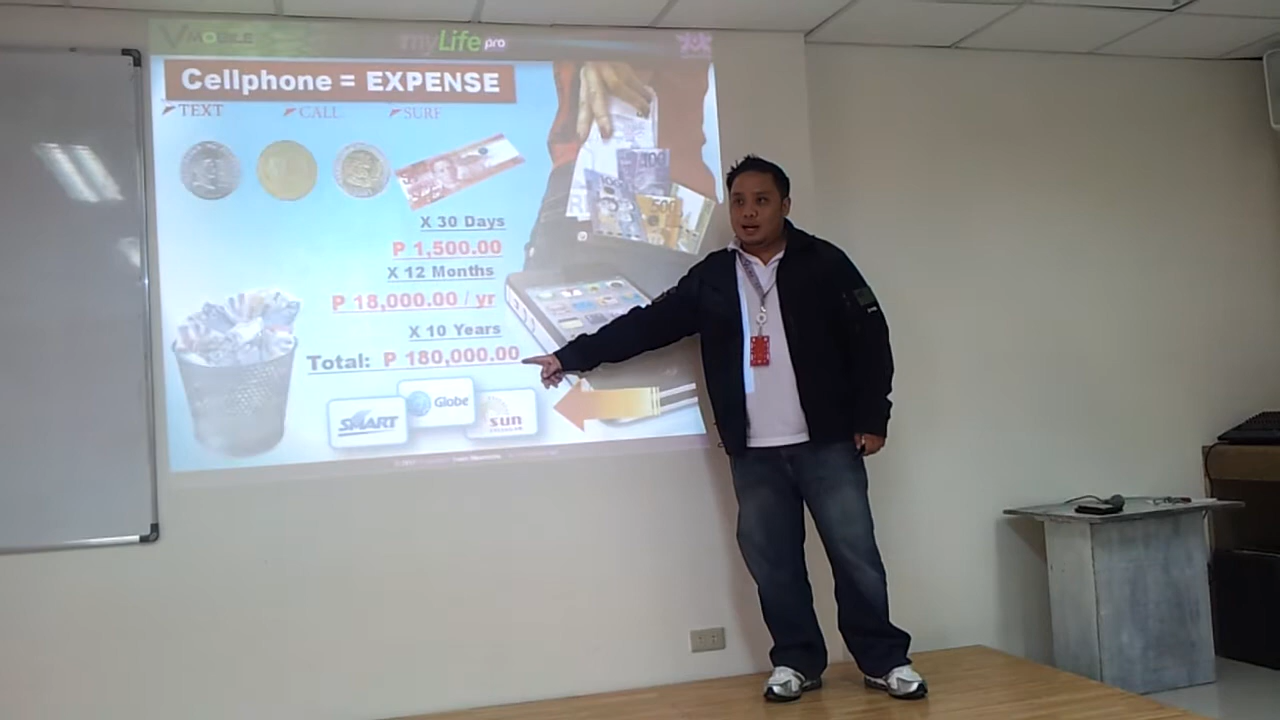 VMOBILE
myLife pro
Cellphone = EXPENSE
TEXT CALL SURF
X 30 Days
P 1,500.00
X 12 Months
P 18,000.00 / yr
X 10 Years
Total: P 180,000.00
SMART
Globe
sun